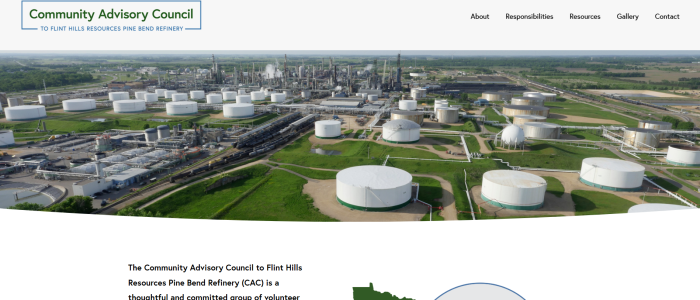 Community Advisory Council
TO FLINT HILLS RESOURCES PINE BEND REFINERY
About Responsibilities Resources Gallery Contact
The Community Advisory Council to Flint Hills
Resources Pine Bend Refinery (CAC) is a
thoughtful and committed group of volunteer